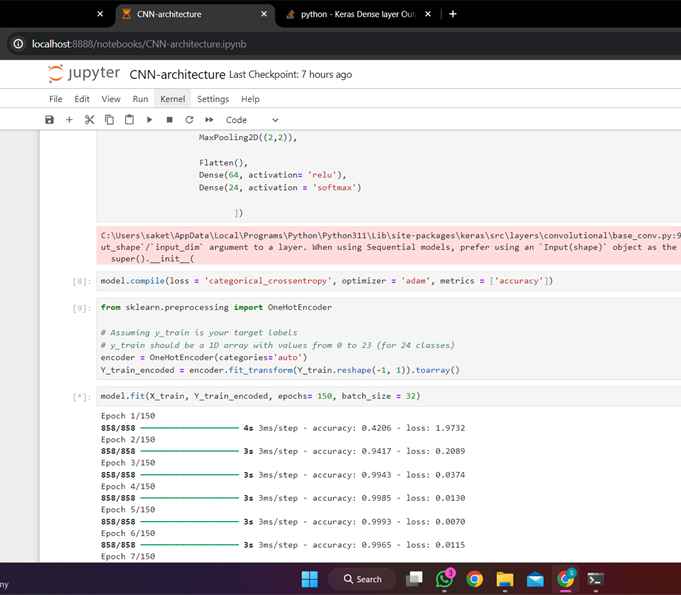 CNN-architecture
python - Keras Dense layer Out
localhost:8888/notebooks/CNN-architecture.ipynb
jupyter CNN-architecture Last Checkpoint: 7 hours ago
File Edit View Run Kernel Settings Help
Code
MaxPooling2D((2,2)),
Flatten(),
Dense(64, activation= 'relu'),
Dense(24, activation = 'softmax')
])
C:\Users\saket\AppData\Local\Programs\Python\Python311\Lib\site-packages\keras\src\layers\convolutional\base_conv.py:9
ut_shape`/`input_dim` argument to a layer. When using Sequential models, prefer using an `Input(shape)` object as the
super().__init__(
[8]: model.compile(loss = 'categorical_crossentropy', optimizer = 'adam', metrics = ['accuracy'])
[9]: from sklearn.preprocessing import OneHotEncoder
# Assuming y_train is your target labels
# y_train should be a 1D array with values from 0 to 23 (for 24 classes)
encoder = OneHotEncoder(categories='auto')
Y_train_encoded = encoder.fit_transform(Y_train.reshape(-1, 1)).toarray()
[*]: model.fit(X_train, Y_train_encoded, epochs= 150, batch_size = 32)
Epoch 1/150
858/858 4s 3ms/step - accuracy: 0.4206 - loss: 1.9732
Epoch 2/150
858/858 3s 3ms/step - accuracy: 0.9417 - loss: 0.2089
Epoch 3/150
858/858 3s 3ms/step - accuracy: 0.9943 - loss: 0.0374
Epoch 4/150
858/858 3s 3ms/step - accuracy: 0.9985 - loss: 0.0130
Epoch 5/150
858/858 3s 3ms/step - accuracy: 0.9993 - loss: 0.0070
Epoch 6/150
858/858 3s 3ms/step - accuracy: 0.9965 - loss: 0.0115
Epoch 7/150
ny
Search
3